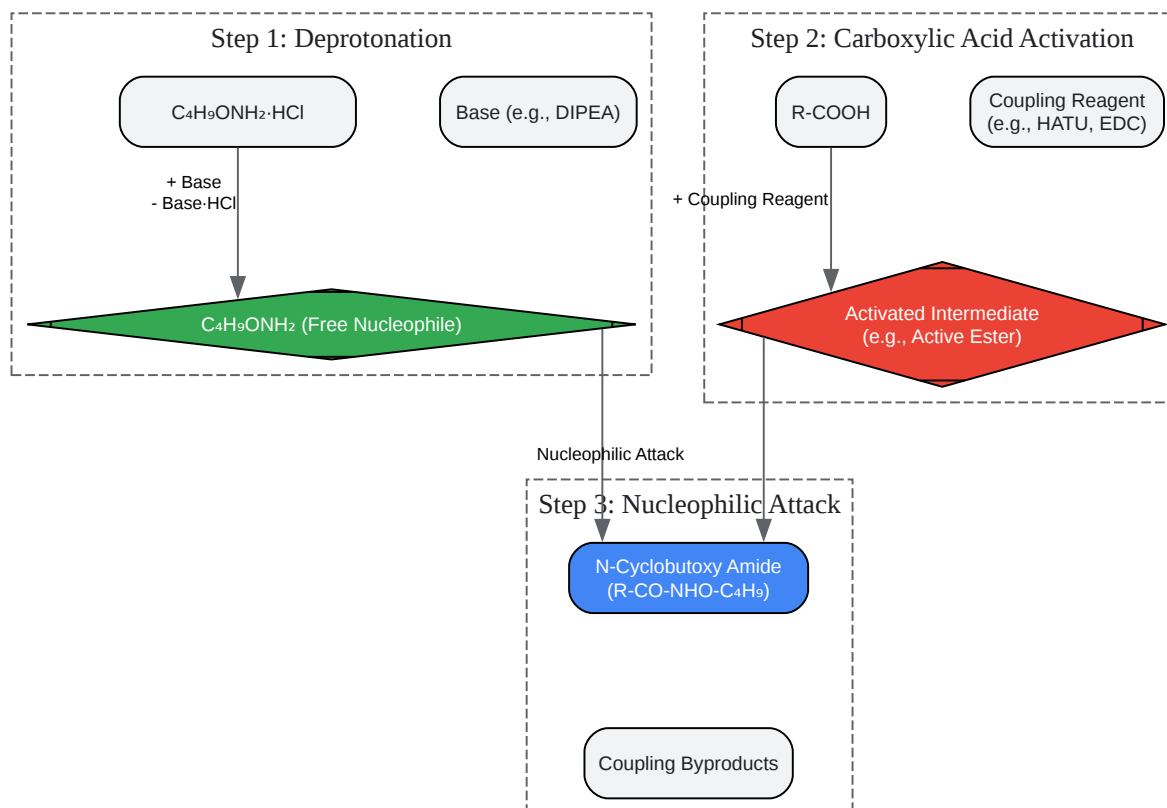 Step 1: Deprotonation
C₄H₉ONH₂·HCl
Base (e.g., DIPEA)
+ Base
- Base·HCl
C₄H₉ONH₂ (Free Nucleophile)
Step 2: Carboxylic Acid Activation
R-COOH
Coupling Reagent
(e.g., HATU, EDC)
+ Coupling Reagent
Activated Intermediate
(e.g., Active Ester)
Nucleophilic Attack
Step 3: Nucleophilic Attack
N-Cyclobutoxy Amide
(R-CO-NHO-C₄H₉)
Coupling Byproducts